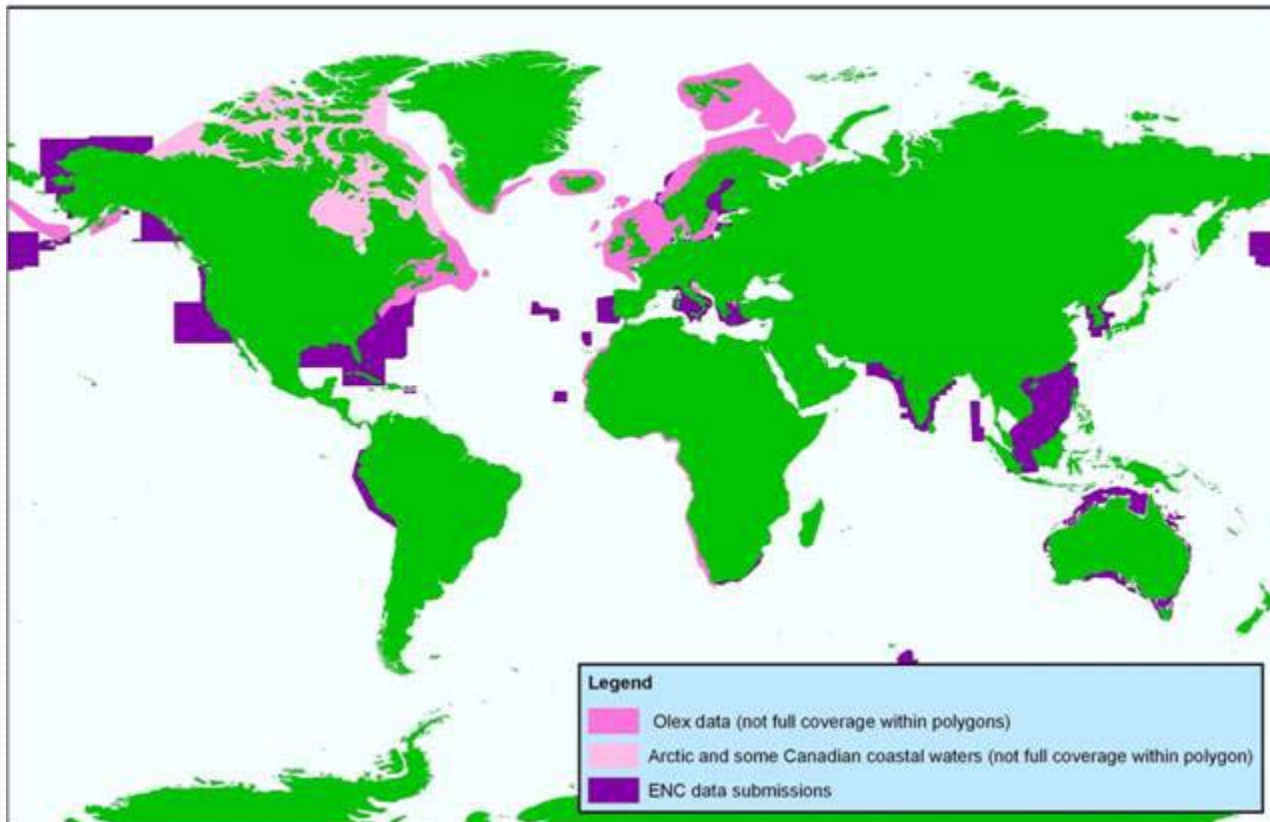 Legend
Olex data (not full coverage within polygons)
Arctic and some Canadian coastal waters (not full coverage within polygon)
ENC data submissions